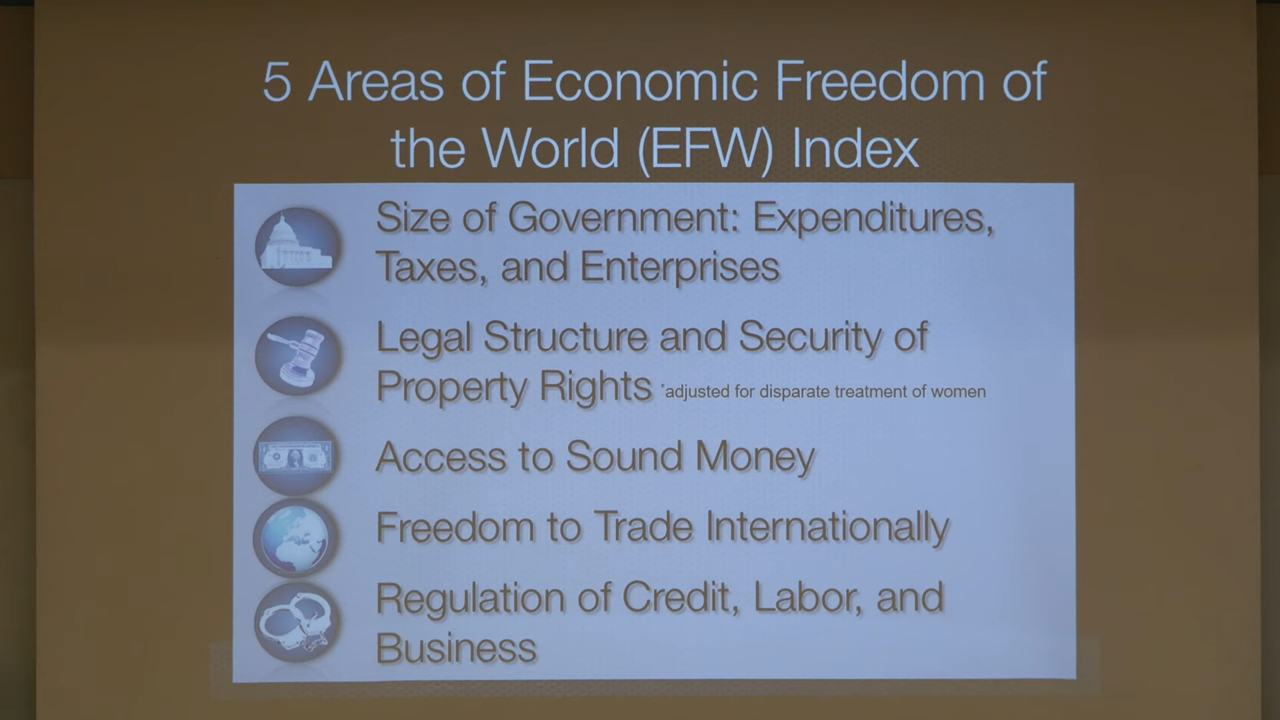 5 Areas of Economic Freedom of
the World (EFW) Index
Size of Government: Expenditures,
Taxes, and Enterprises
Legal Structure and Security of
Property Rights *adjusted for disparate treatment of women
Access to Sound Money
Freedom to Trade Internationally
Regulation of Credit, Labor, and
Business